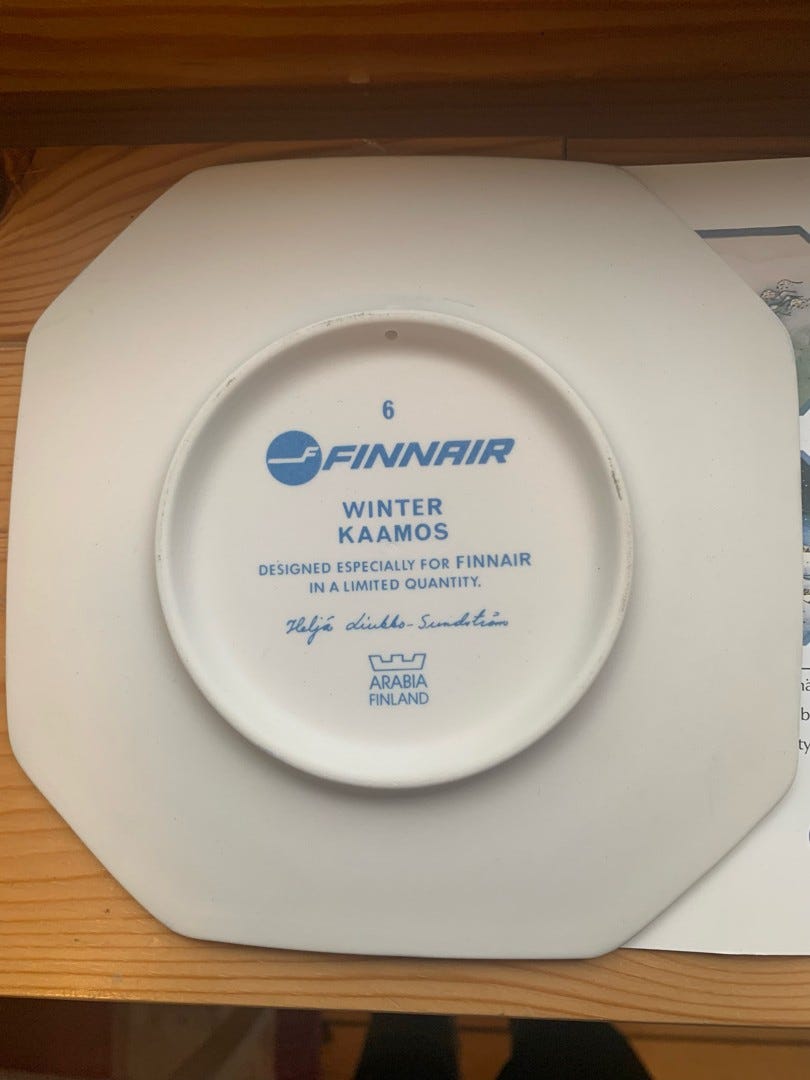 6
FINNAIR
WINTER
KAAMOS
DESIGNED ESPECIALLY FOR FINNAIR
IN A LIMITED QUANTITY.
Heljä Liukko-Sundström
ARABIA
FINLAND